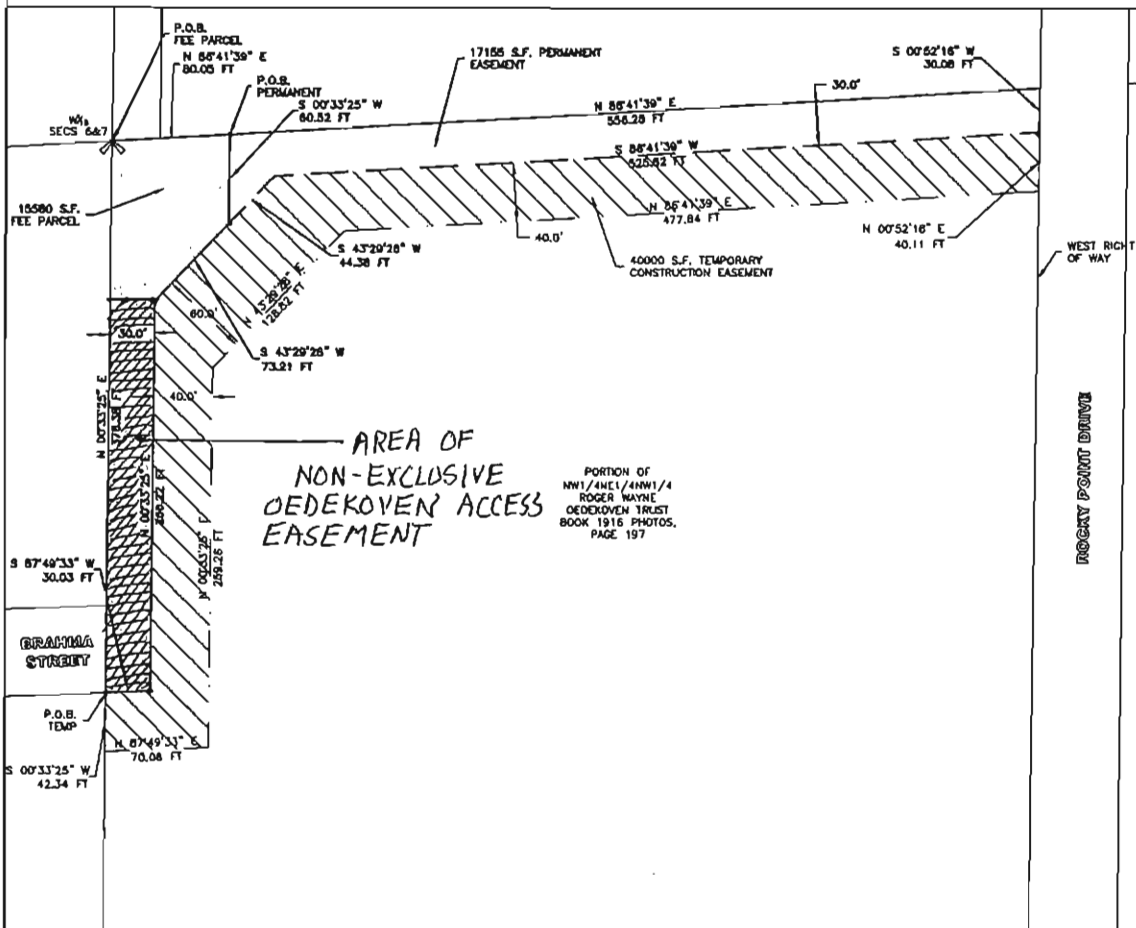 P.O.B.
FEE PARCEL
N 86°41'39" E
80.05 FT
P.O.B.
PERMANENT
S 00°33'25" W
60.52 FT
17155 S.F. PERMANENT
EASEMENT
S 00°52'16" W
30.08 FT
30.0'
N 86°41'39" E
556.28 FT
SECS 6&7
S 86°41'39" W
525.62 FT
15580 S.F.
FEE PARCEL
N 86°41'39" E
477.84 FT
40.0'
N 00°52'16" E
40.11 FT
S 43°29'28" W
44.38 FT
40000 S.F. TEMPORARY
CONSTRUCTION EASEMENT
WEST RIGHT
OF WAY
N 43°29'28" E
128.82 FT
60.0'
30.0'
S 43°29'28" W
73.21 FT
N 00°33'25" E
378.38 FT
40.0'
N 00°33'25" E
268.22 FT
AREA OF
NON-EXCLUSIVE
OEDEKOVEN ACCESS
EASEMENT
PORTION OF
NW1/4NE1/4NW1/4
ROGER WAYNE
OEDEKOVEN TRUST
BOOK 1916 PHOTOS,
PAGE 197
ROCKY POINT DRIVE
N 00°33'25" E
259.26 FT
S 87°49'33" W
30.03 FT
BRAHMA
STREET
P.O.B.
TEMP
N 87°49'33" E
70.08 FT
S 00°33'25" W
42.34 FT